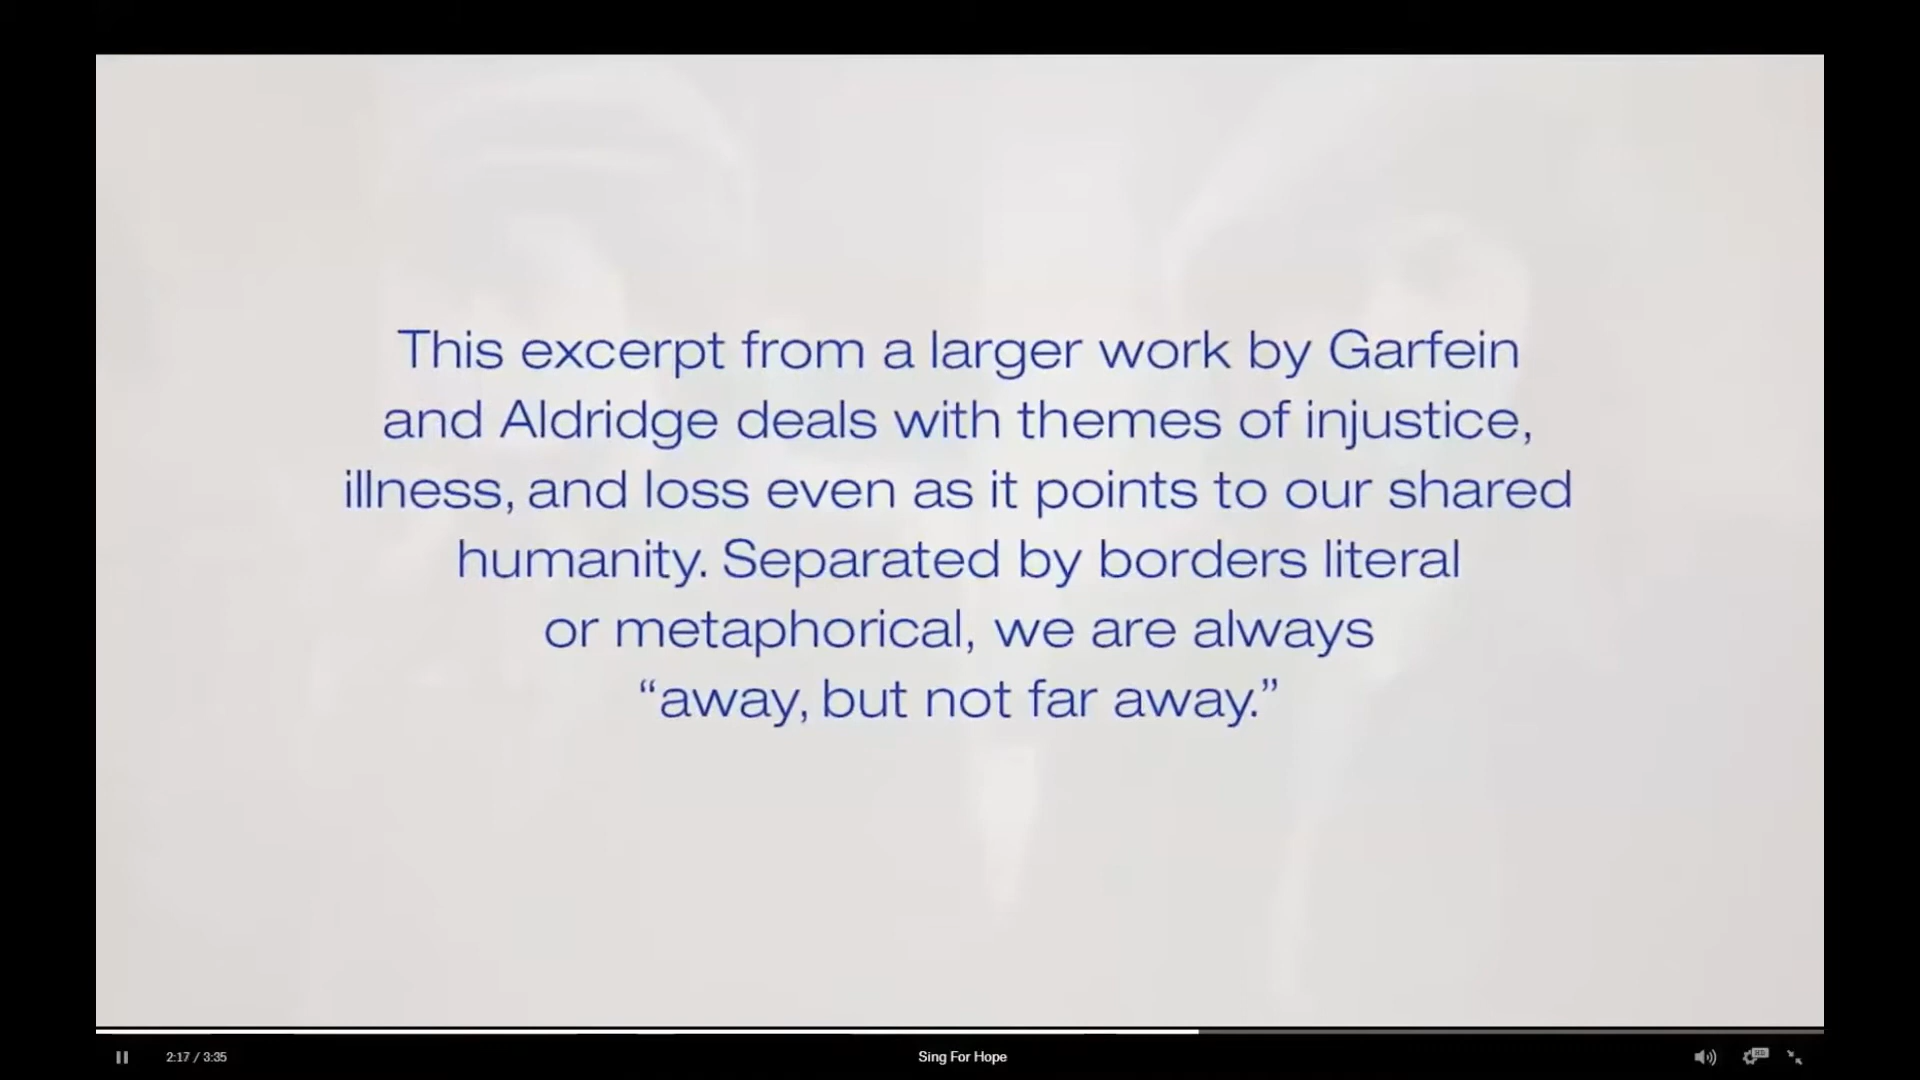 This excerpt from a larger work by Garfein
and Aldridge deals with themes of injustice,
illness, and loss even as it points to our shared
humanity. Separated by borders literal
or metaphorical, we are always
“away, but not far away.”
2:17 / 3:35
Sing For Hope
HD